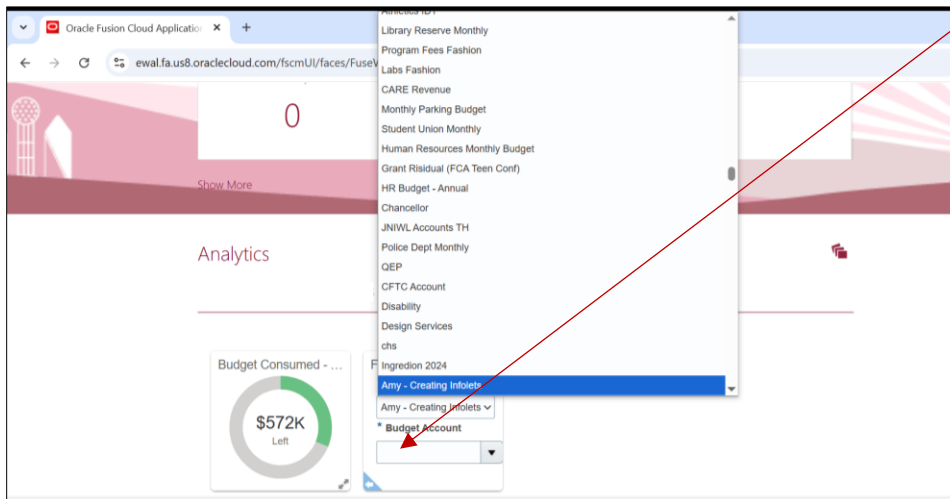 Oracle Fusion Cloud Applicatio
Athletics IDT
ewal.fa.us8.oraclecloud.com/fscmUI/faces/FuseW
Library Reserve Monthly
Program Fees Fashion
Labs Fashion
CARE Revenue
Monthly Parking Budget
Student Union Monthly
Human Resources Monthly Budget
Grant Risidual (FCA Teen Conf)
HR Budget - Annual
Chancellor
JNIWL Accounts TH
Police Dept Monthly
QEP
CFTC Account
Disability
Design Services
chs
Ingredion 2024
Amy - Creating Infolets
0
Show More
Analytics
Budget Consumed - ...
$572K
Left
F
Amy - Creating Infolets
* Budget Account